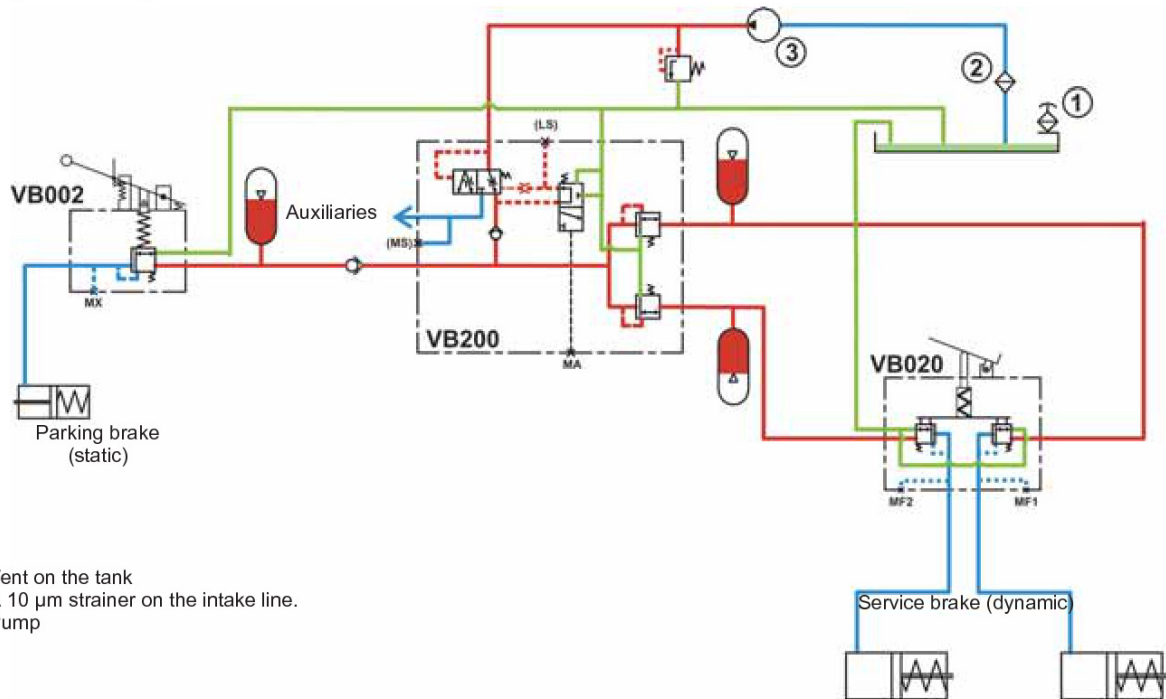 3
2
1
(LS)
VB002
Auxiliaries
(MS)
MX
VB200
MA
VB020
Parking brake
(static)
MF2
MF1
ent on the tank
10 µm strainer on the intake line.
ump
Service brake (dynamic)